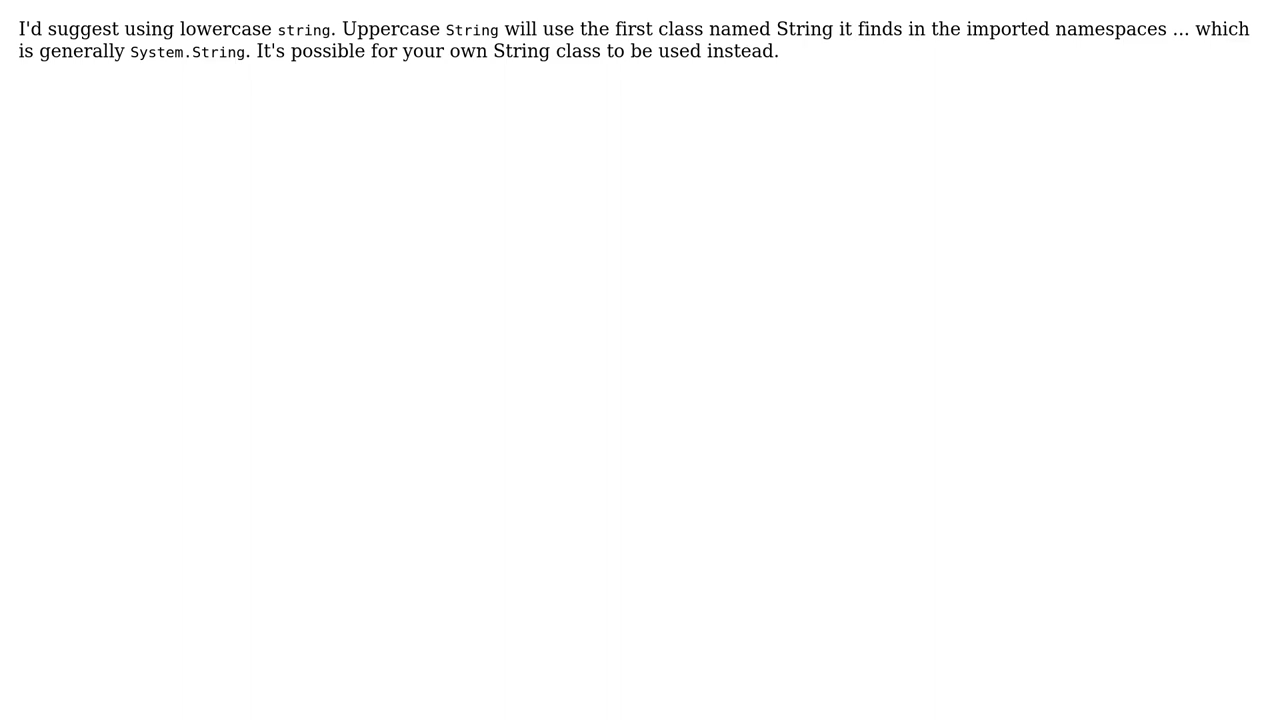 I'd suggest using lowercase string. Uppercase String will use the first class named String it finds in the imported namespaces ... which
is generally System.String. It's possible for your own String class to be used instead.